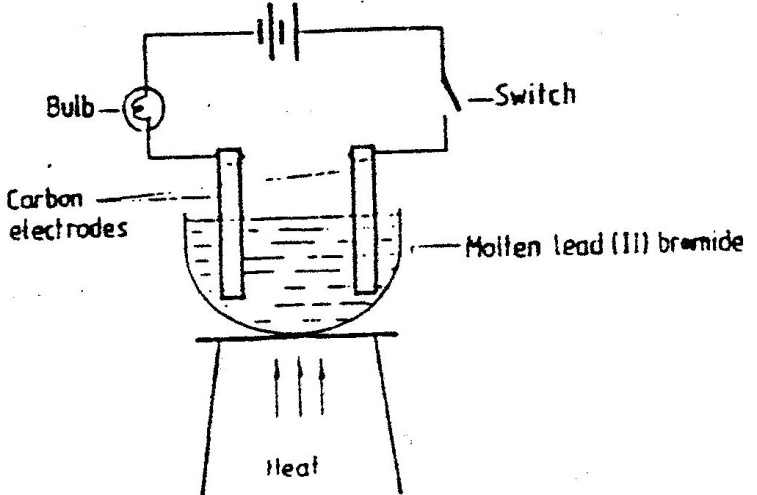 Bulb
Switch
Carbon
electrodes
Molten lead (II) bromide
Heat